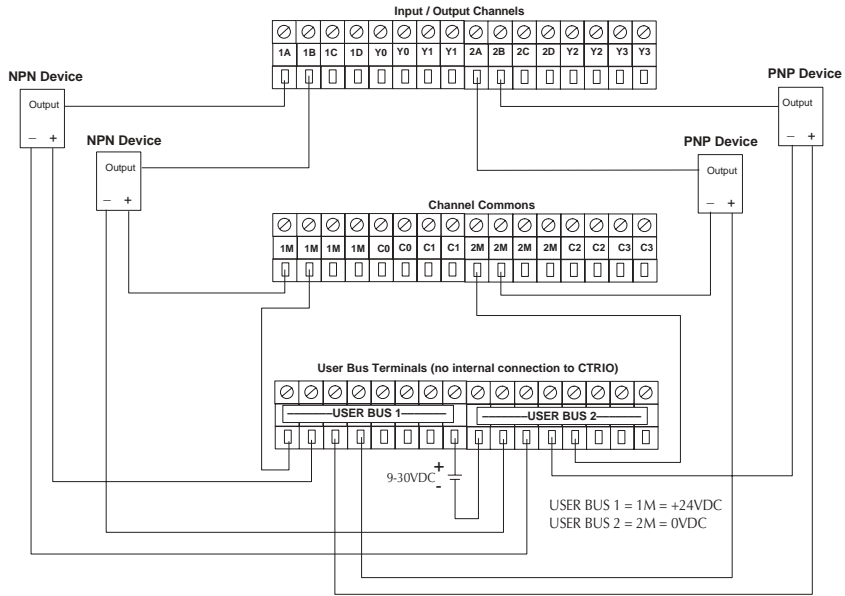 Input / Output Channels
1A 1B 1C 1D Y0 Y0 Y1 Y1 2A 2B 2C 2D Y2 Y2 Y3 Y3
NPN Device
PNP Device
Output
Output
– +
– +
NPN Device
PNP Device
Output
Output
– +
– +
Channel Commons
1M 1M 1M 1M C0 C0 C1 C1 2M 2M 2M 2M C2 C2 C3 C3
User Bus Terminals (no internal connection to CTRIO)
USER BUS 1
USER BUS 2
+
9-30VDC
-
USER BUS 1 = 1M = +24VDC
USER BUS 2 = 2M = 0VDC